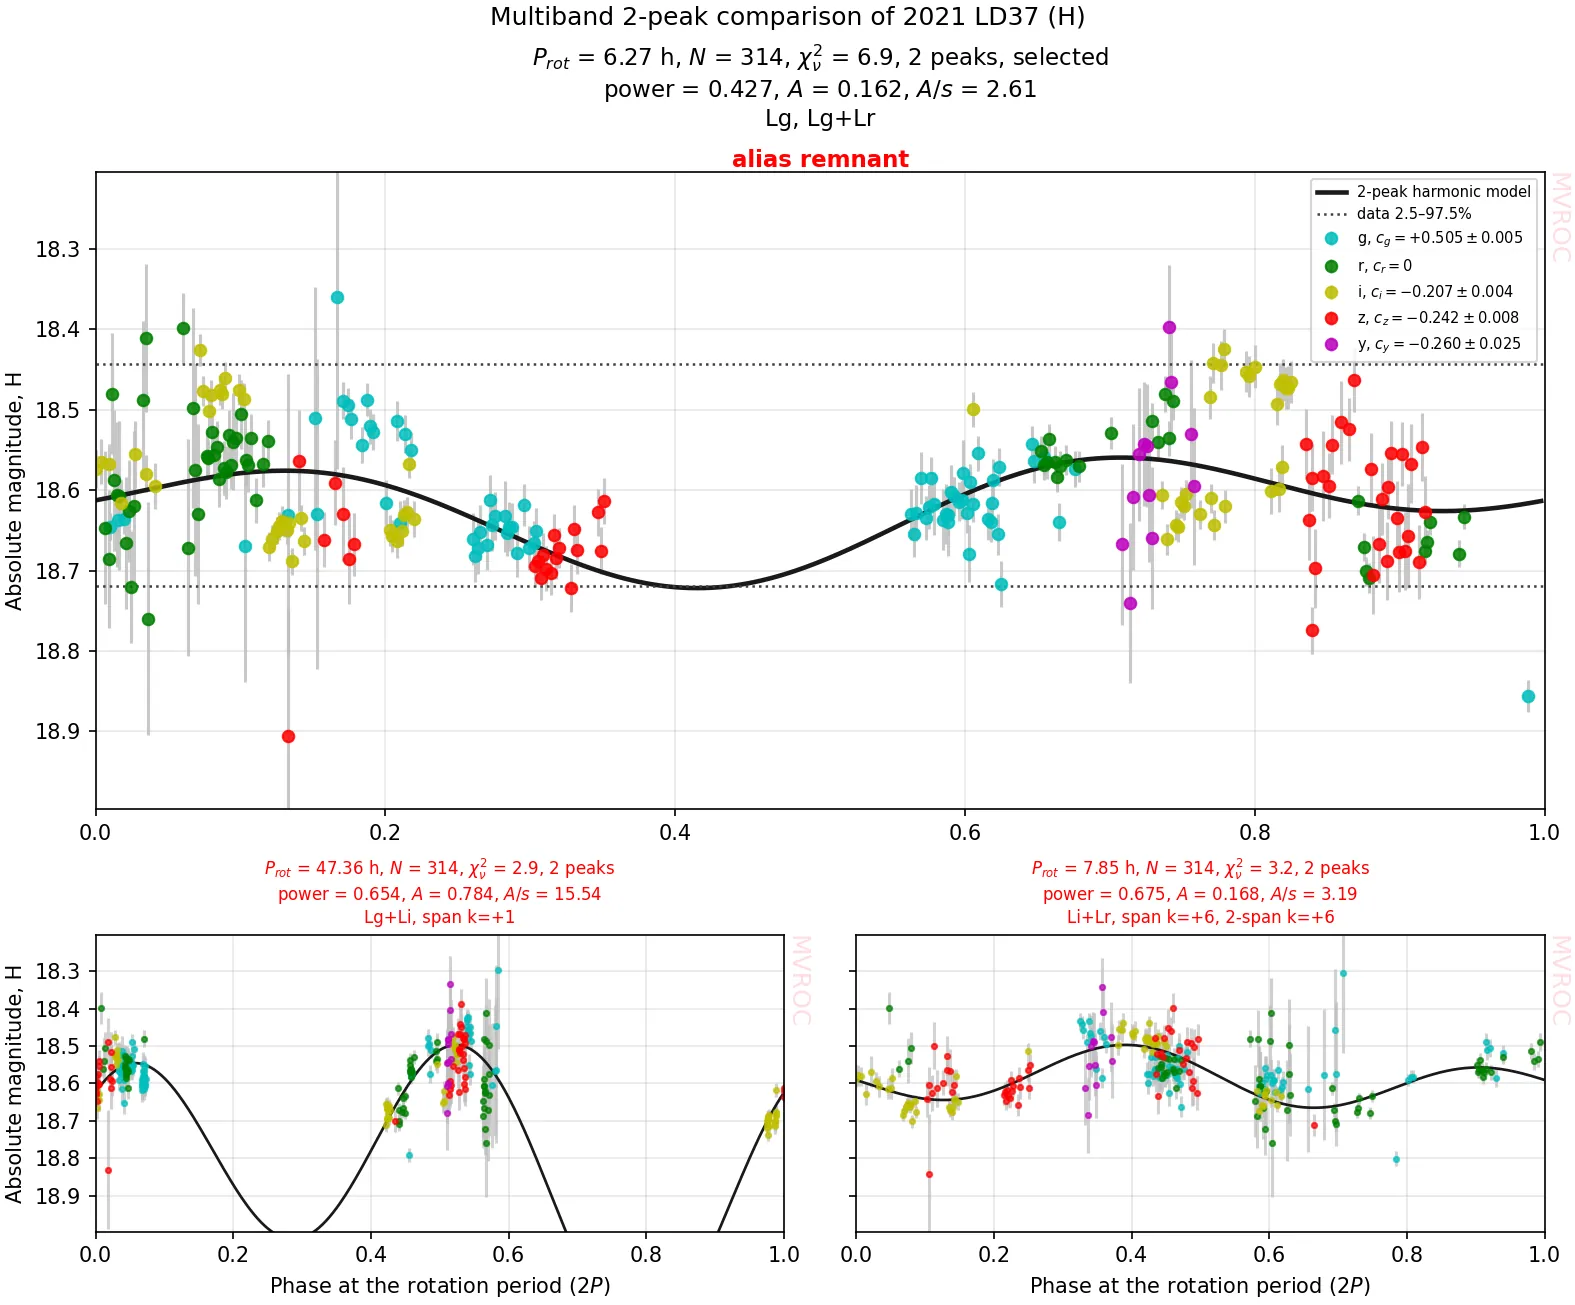 Multiband 2-peak comparison of 2021 LD37 (H)
P_rot = 6.27 h, N = 314, χ²_ν = 6.9, 2 peaks, selected
power = 0.427, A = 0.162, A/s = 2.61
Lg, Lg+Lr
alias remnant
MVROC
2-peak harmonic model
data 2.5–97.5%
g, c_g = +0.505 ± 0.005
r, c_r = 0
i, c_i = −0.207 ± 0.004
z, c_z = −0.242 ± 0.008
y, c_y = −0.260 ± 0.025
Absolute magnitude, H
18.3
18.4
18.5
18.6
18.7
18.8
18.9
0.0 0.2 0.4 0.6 0.8 1.0
P_rot = 47.36 h, N = 314, χ²_ν = 2.9, 2 peaks
power = 0.654, A = 0.784, A/s = 15.54
Lg+Li, span k=+1
MVROC
Absolute magnitude, H
18.3
18.4
18.5
18.6
18.7
18.8
18.9
0.0 0.2 0.4 0.6 0.8 1.0
Phase at the rotation period (2P)
P_rot = 7.85 h, N = 314, χ²_ν = 3.2, 2 peaks
power = 0.675, A = 0.168, A/s = 3.19
Li+Lr, span k=+6, 2-span k=+6
MVROC
0.0 0.2 0.4 0.6 0.8 1.0
Phase at the rotation period (2P)